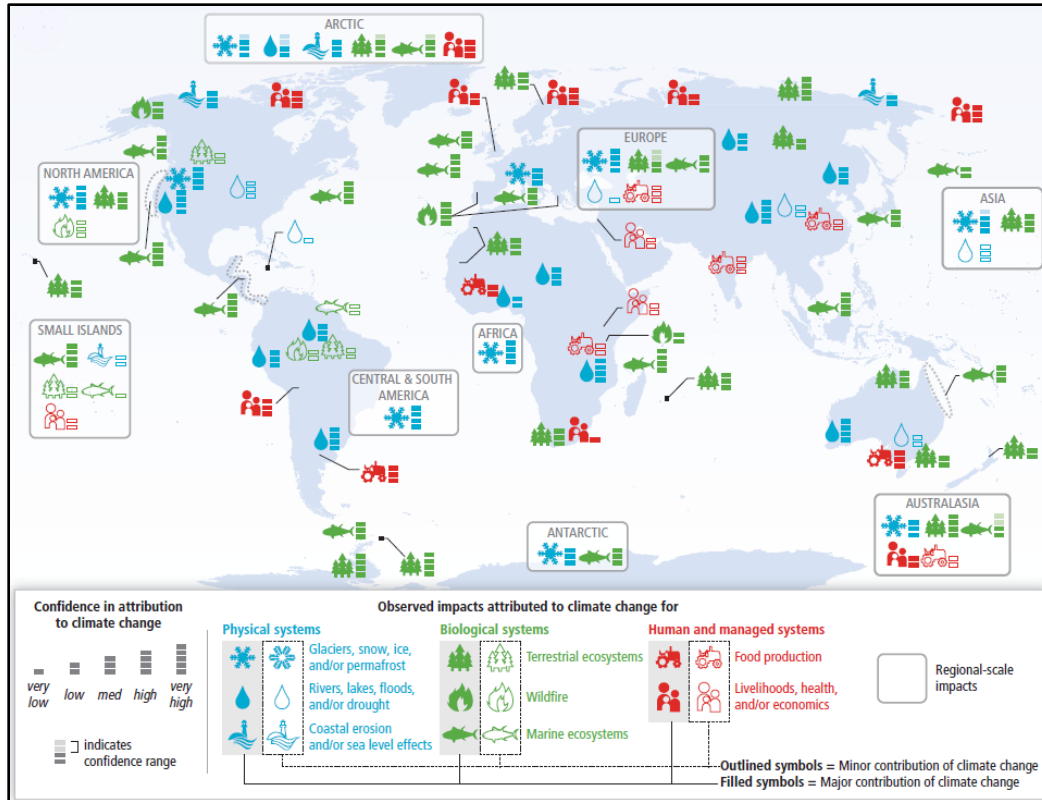 ARCTIC
EUROPE
NORTH AMERICA
ASIA
SMALL ISLANDS
AFRICA
CENTRAL & SOUTH
AMERICA
AUSTRALASIA
ANTARCTIC
Confidence in attribution
to climate change
very
low
low
med
high
very
high
indicates
confidence range
Observed impacts attributed to climate change for
Physical systems
Glaciers, snow, ice,
and/or permafrost
Rivers, lakes, floods,
and/or drought
Coastal erosion
and/or sea level effects
Biological systems
Terrestrial ecosystems
Wildfire
Marine ecosystems
Human and managed systems
Food production
Livelihoods, health,
and/or economics
Regional-scale
impacts
Outlined symbols = Minor contribution of climate change
Filled symbols = Major contribution of climate change